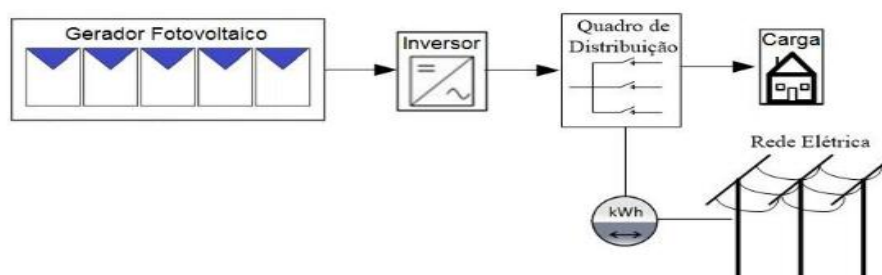 Gerador Fotovoltaico
Inversor
Quadro de
Distribuição
Carga
Rede Elétrica
kWh